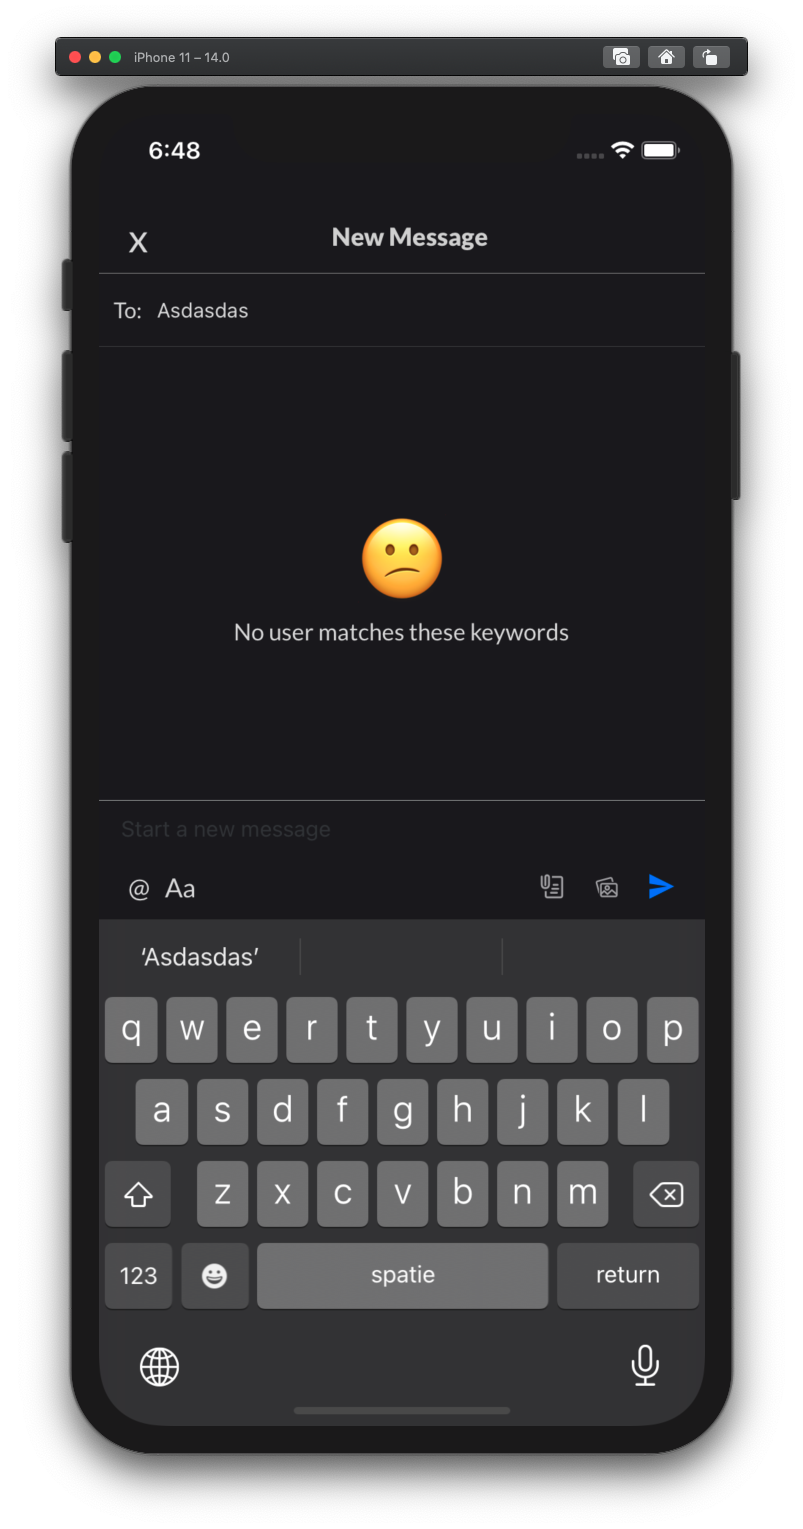 iPhone 11 – 14.0
6:48
X New Message
To: Asdasdas
No user matches these keywords
Start a new message
@ Aa
‘Asdasdas’
q w e r t y u i o p
a s d f g h j k l
z x c v b n m
123 spatie return